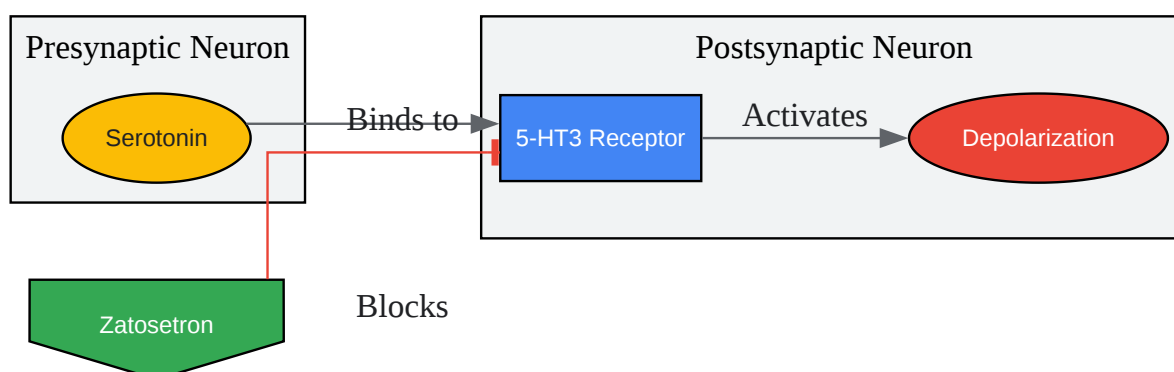 Presynaptic Neuron
Postsynaptic Neuron
Serotonin
Binds to
5-HT3 Receptor
Activates
Depolarization
Zatosetron
Blocks